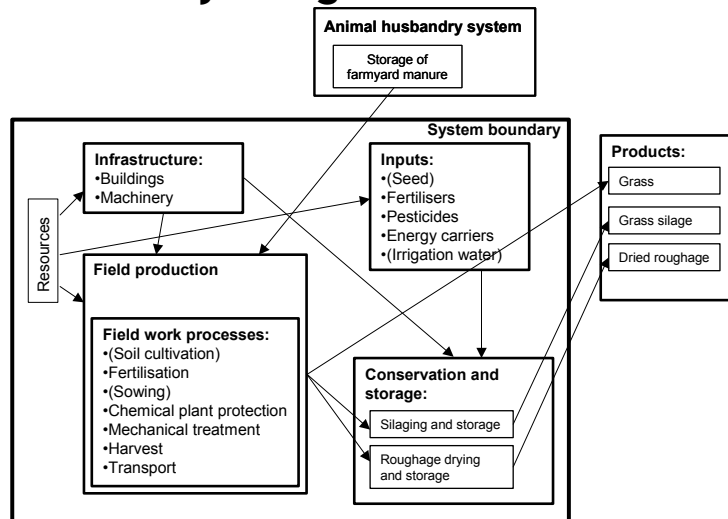 Animal husbandry system
Storage of
farmyard manure
System boundary
Infrastructure:
•Buildings
•Machinery
Inputs:
•(Seed)
•Fertilisers
•Pesticides
•Energy carriers
•(Irrigation water)
Products:
Grass
Grass silage
Dried roughage
Resources
Field production
Field work processes:
•(Soil cultivation)
•Fertilisation
•(Sowing)
•Chemical plant protection
•Mechanical treatment
•Harvest
•Transport
Conservation and
storage:
Silaging and storage
Roughage drying
and storage